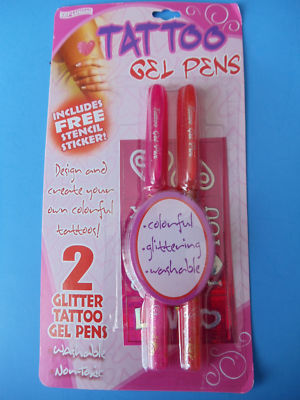 TATTOO
GEL PENS
INCLUDES
FREE
STENCIL
STICKER!
Design and
create your
own colorful
tattoos!
2
GLITTER
TATTOO
GEL PENS
Washable
Non-Toxic
•colorful
•glittering
•washable
YOU